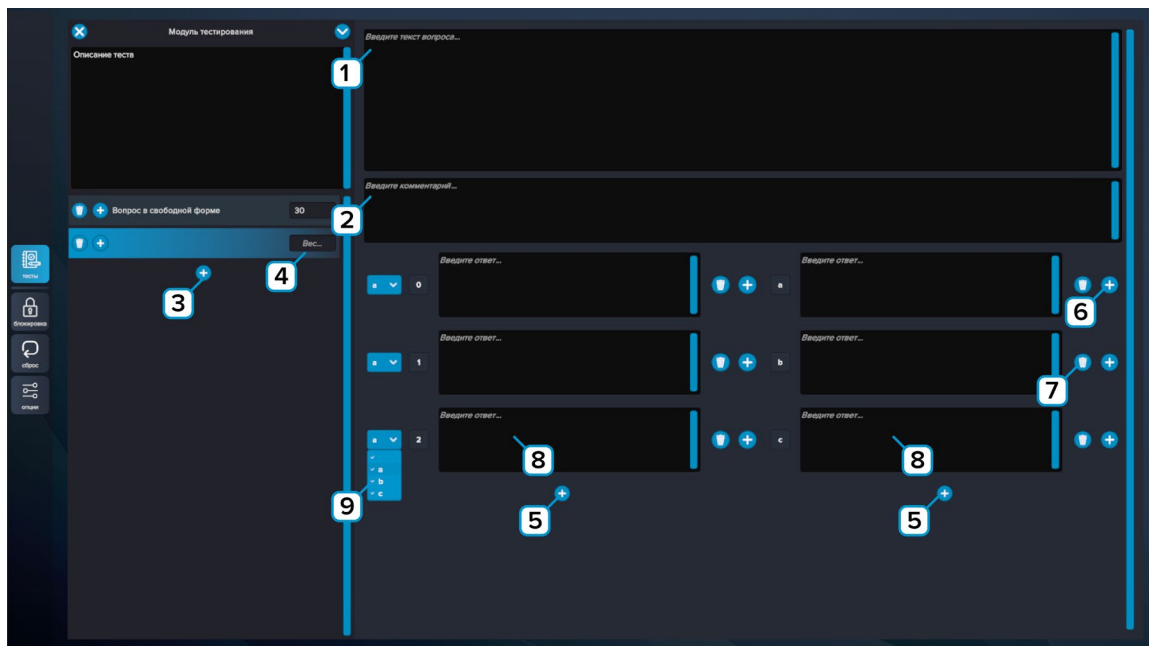 Модуль тестирования
Описание теств
Вопрос в свободной форме 30
Вес...
3
4
тесты
блокировка
сброс
опции
Введите текст вопроса...
1
Введите комментарий...
2
a 0 Введите ответ... a Введите ответ...
6
a 1 Введите ответ... b Введите ответ...
7
a 2 Введите ответ... c Введите ответ...
8 8
a
b
c
9
5 5